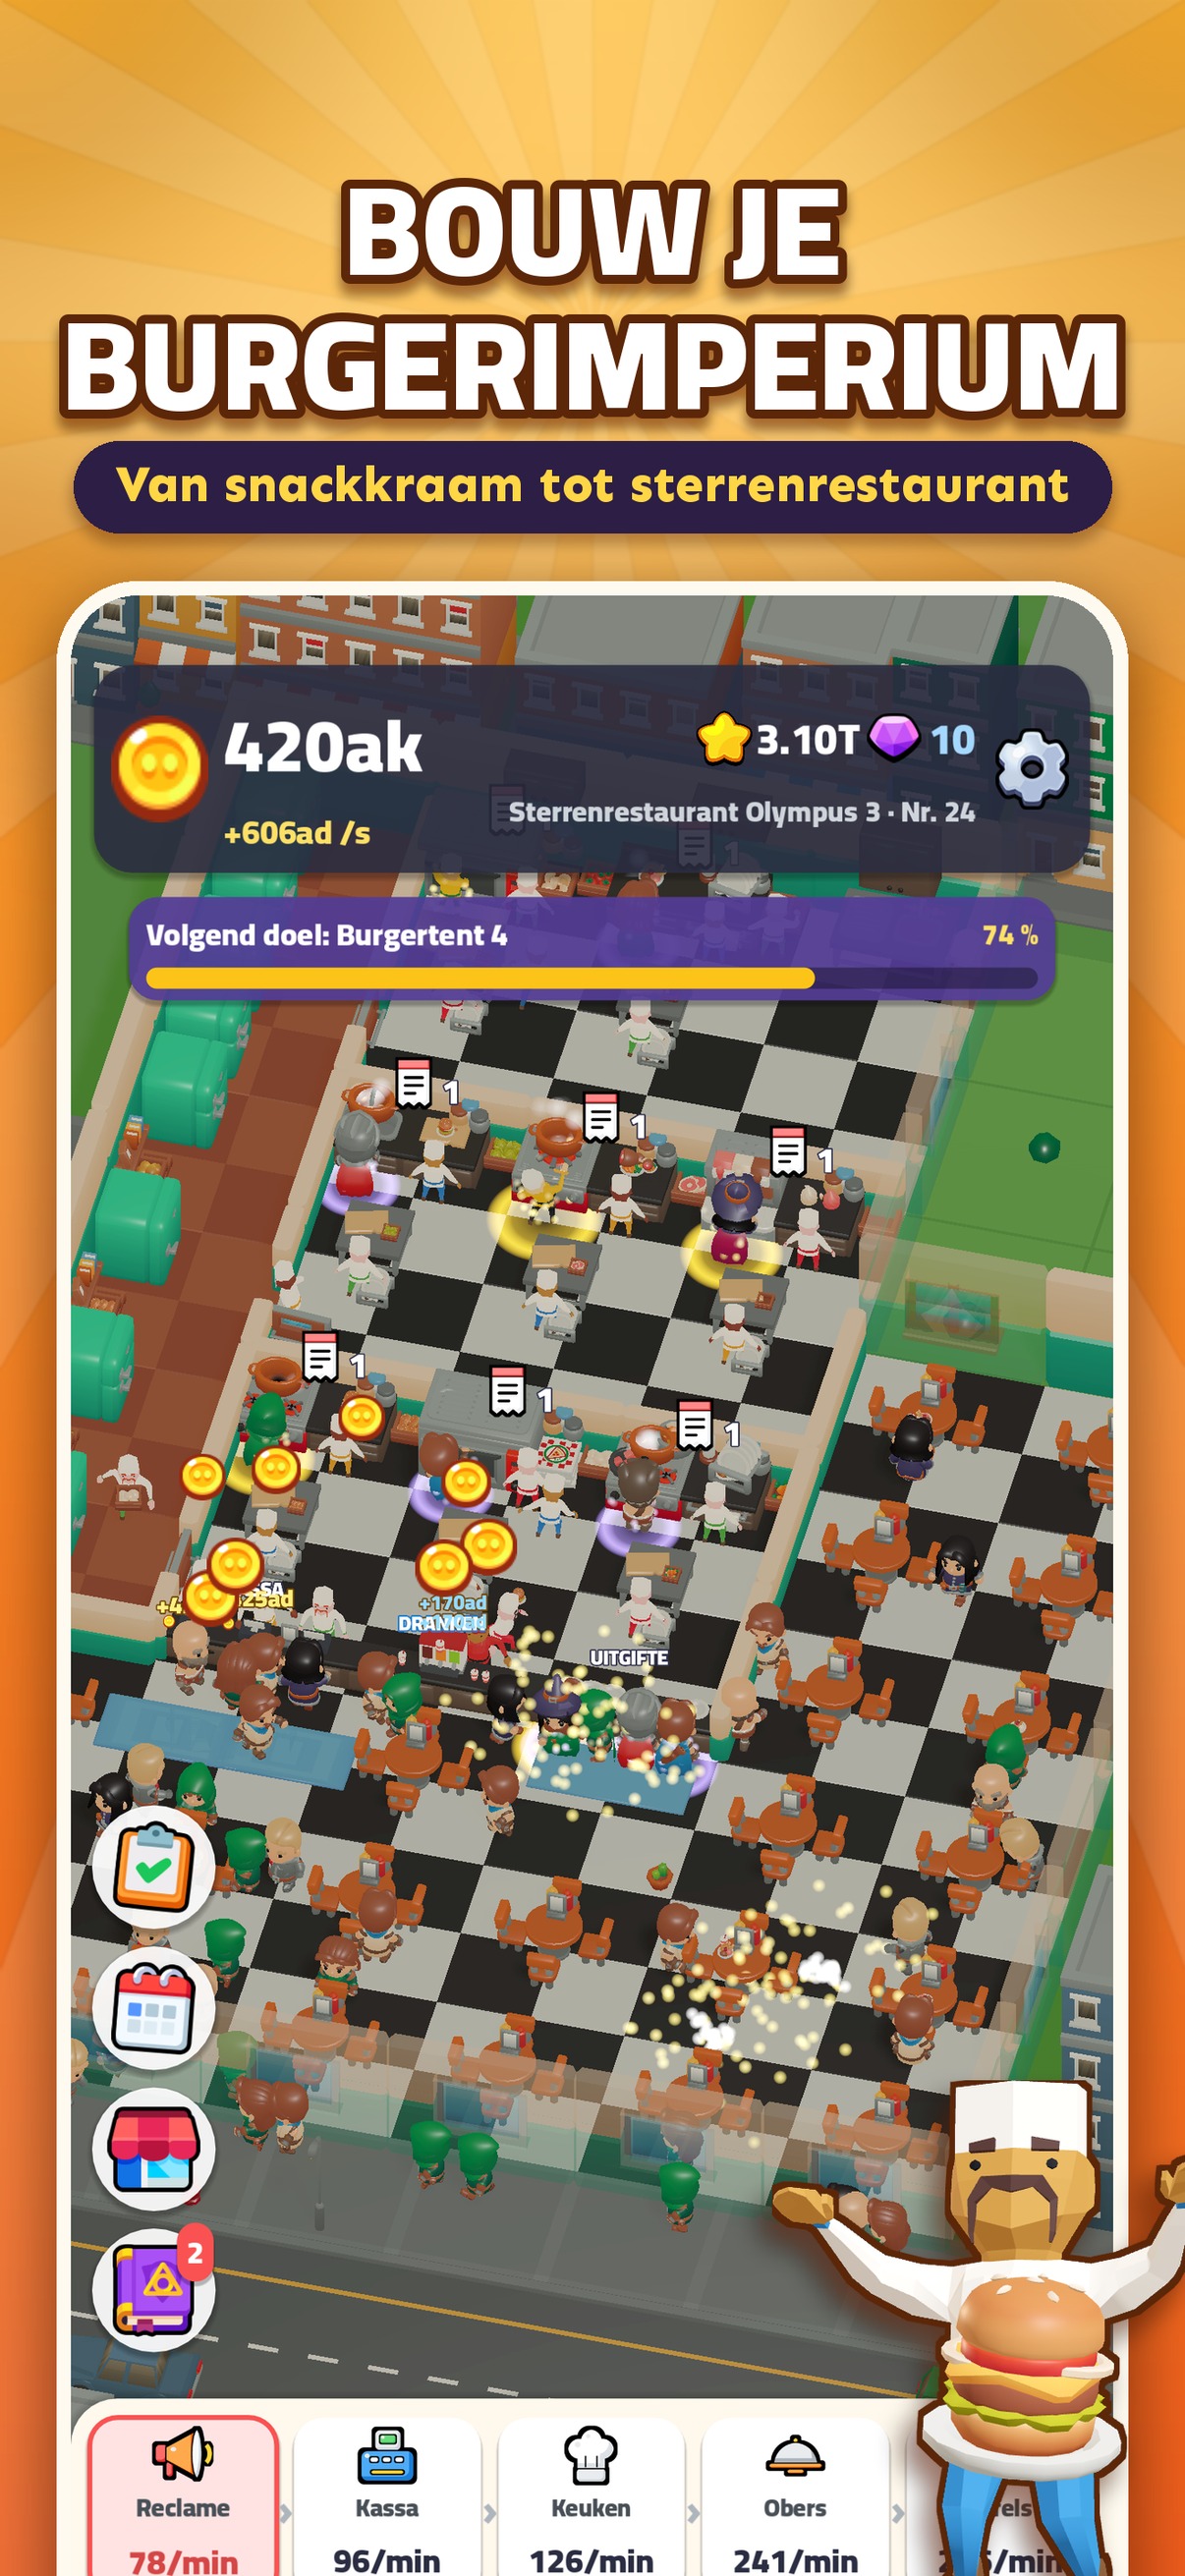 BOUW JE
BURGERIMPERIUM
Van snackkraam tot sterrenrestaurant
420ak
3.10T 10
+606ad /s
Sterrenrestaurant Olympus 3 · Nr. 24
Volgend doel: Burgertent 4
74 %
1
1
1
1
1
1
1
+170ad
DRANKEN
UITGIFTE
2
Reclame
Kassa
Keuken
Obers
78/min
96/min
126/min
241/min